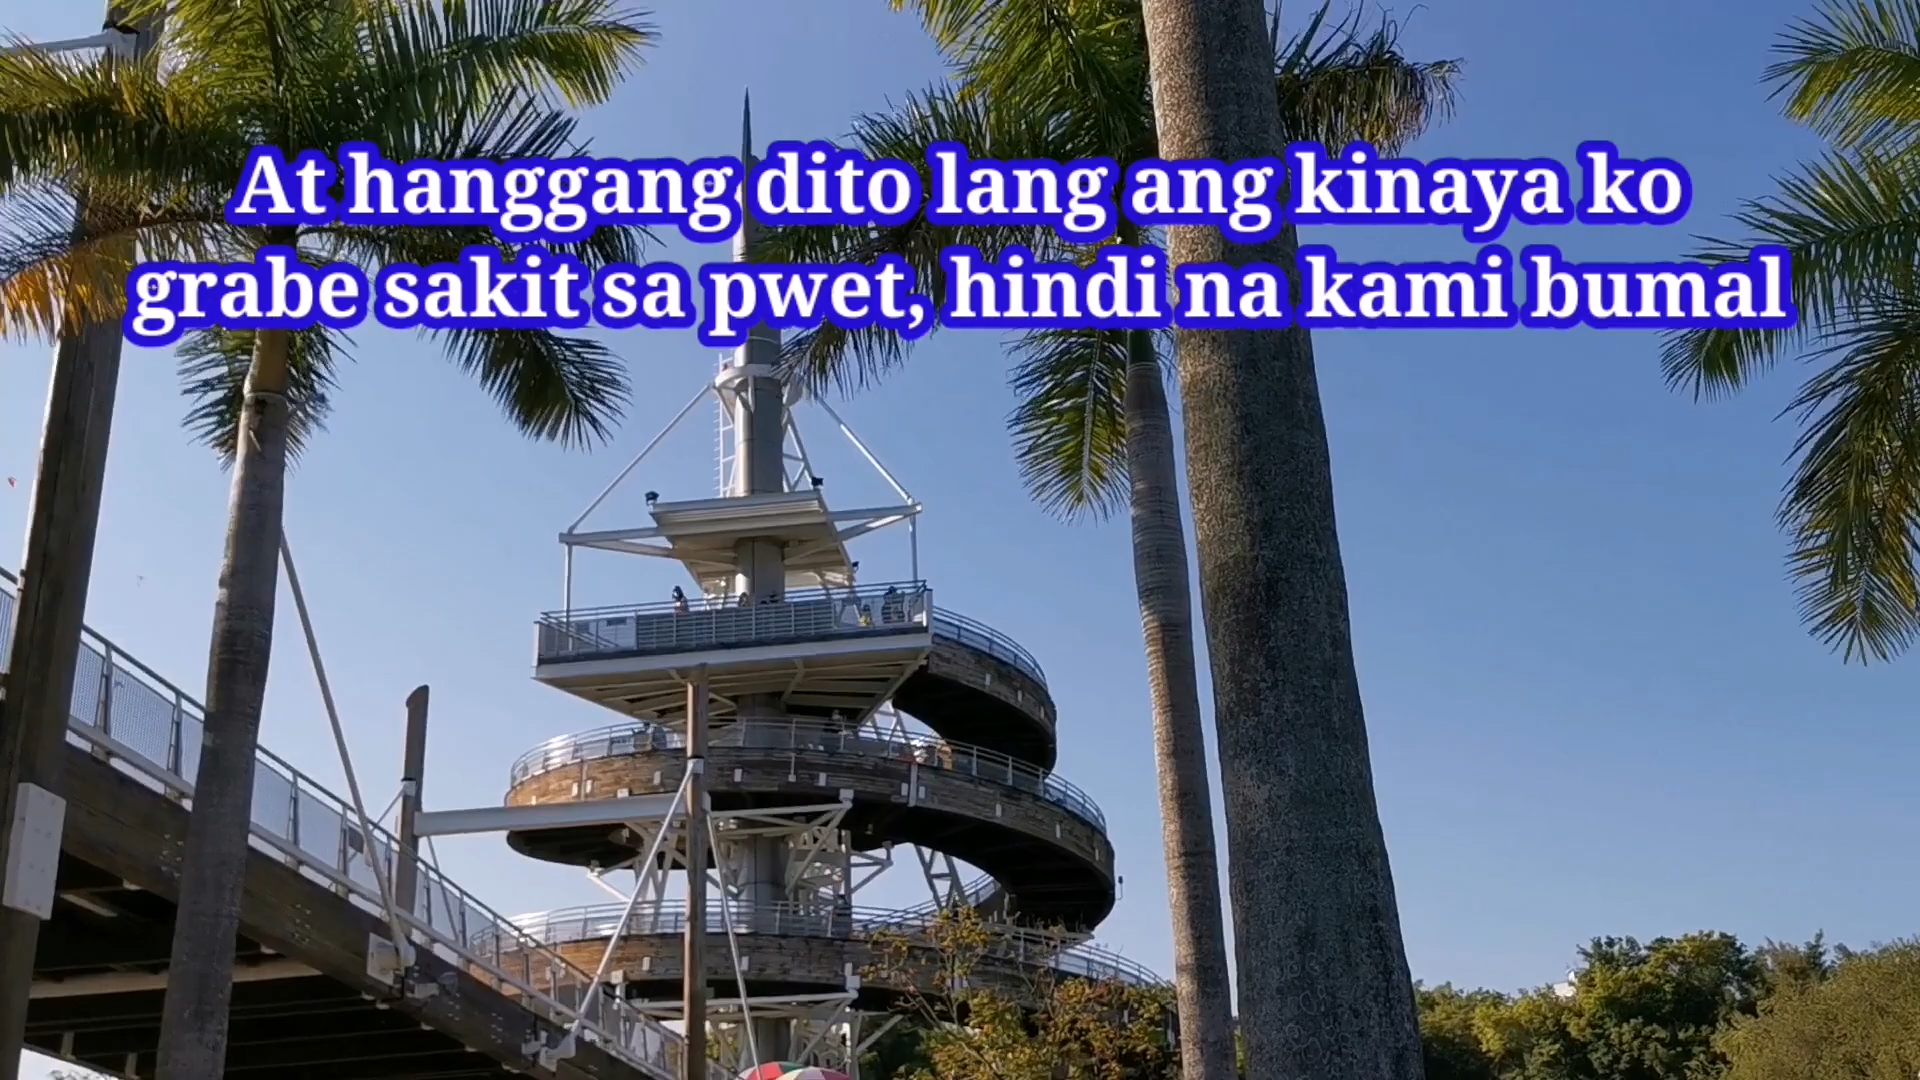 At hanggang dito lang ang kinaya ko
grabe sakit sa pwet, hindi na kami bumal